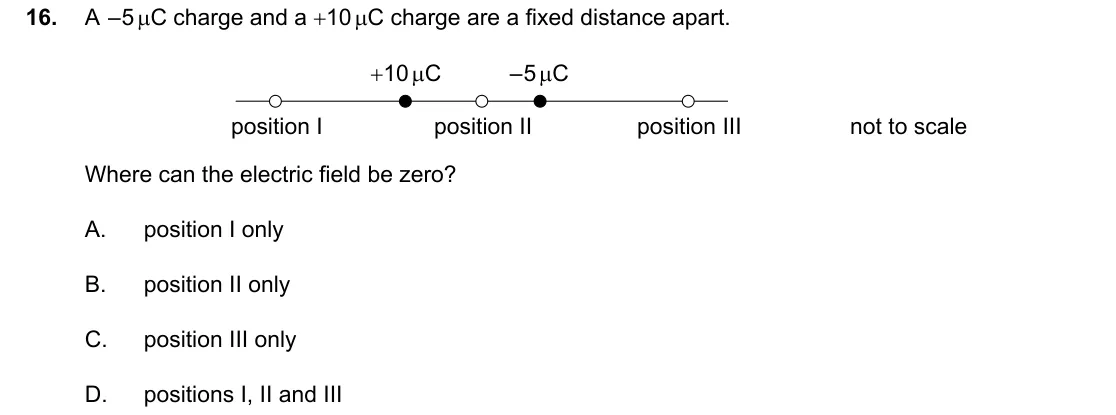 16. A –5 μC charge and a +10 μC charge are a fixed distance apart.
+10 μC –5 μC
position I position II position III not to scale
Where can the electric field be zero?
A. position I only
B. position II only
C. position III only
D. positions I, II and III